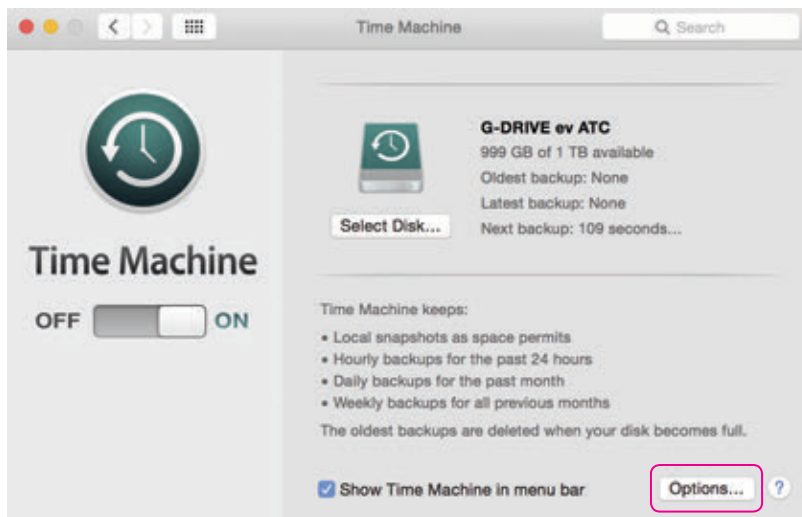 Time Machine
Search
G-DRIVE ev ATC
999 GB of 1 TB available
Oldest backup: None
Latest backup: None
Select Disk...
Next backup: 109 seconds...
Time Machine
OFF ON
Time Machine keeps:
• Local snapshots as space permits
• Hourly backups for the past 24 hours
• Daily backups for the past month
• Weekly backups for all previous months
The oldest backups are deleted when your disk becomes full.
Show Time Machine in menu bar
Options... ?